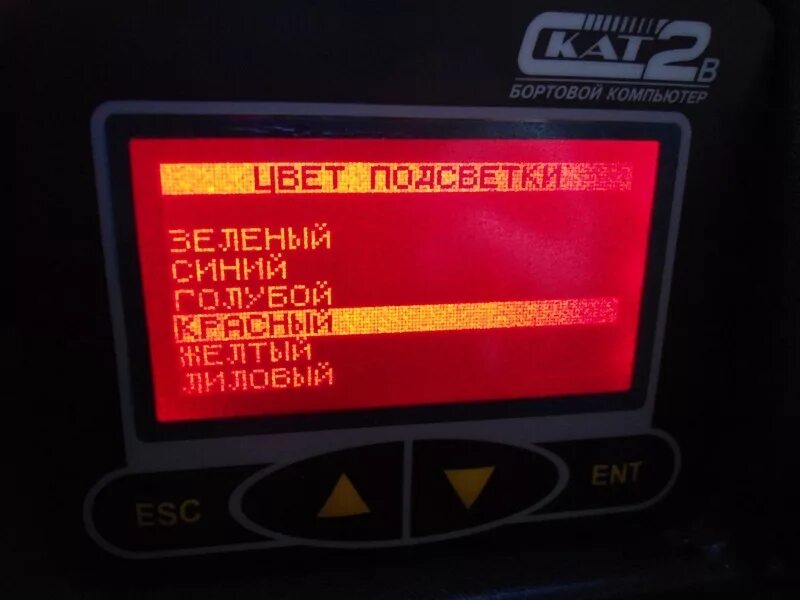 СКАТ2В
БОРТОВОЙ КОМПЬЮТЕР
ЦВЕТ ПОДСВЕТКИ
ЗЕЛЕНЫЙ
СИНИЙ
ГОЛУБОЙ
КРАСНЫЙ
ЖЕЛТЫЙ
ЛИЛОВЫЙ
ESC
ENT